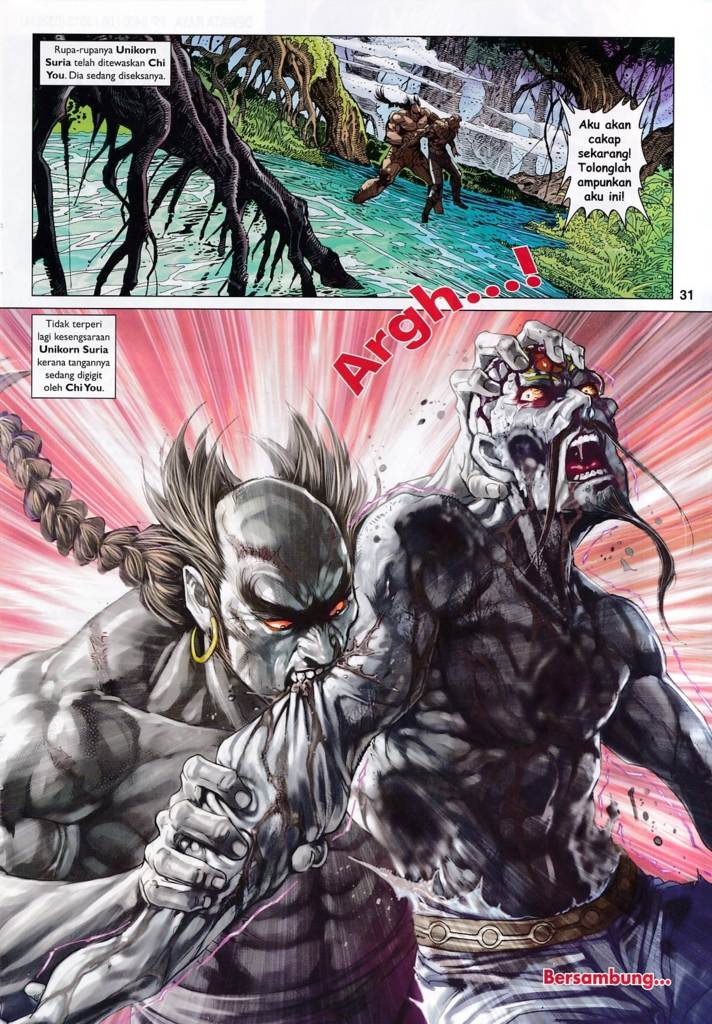 Rupa-rupanya Unikorn
Suria telah ditewaskan Chi
You. Dia sedang diseksanya.
Aku akan
cakap
sekarang!
Tolonglah
ampunkan
aku ini!
31
Argh...!
Tidak terperi
lagi kesengsaraan
Unikorn Suria
kerana tangannya
sedang digigit
oleh Chi You.
Bersambung...